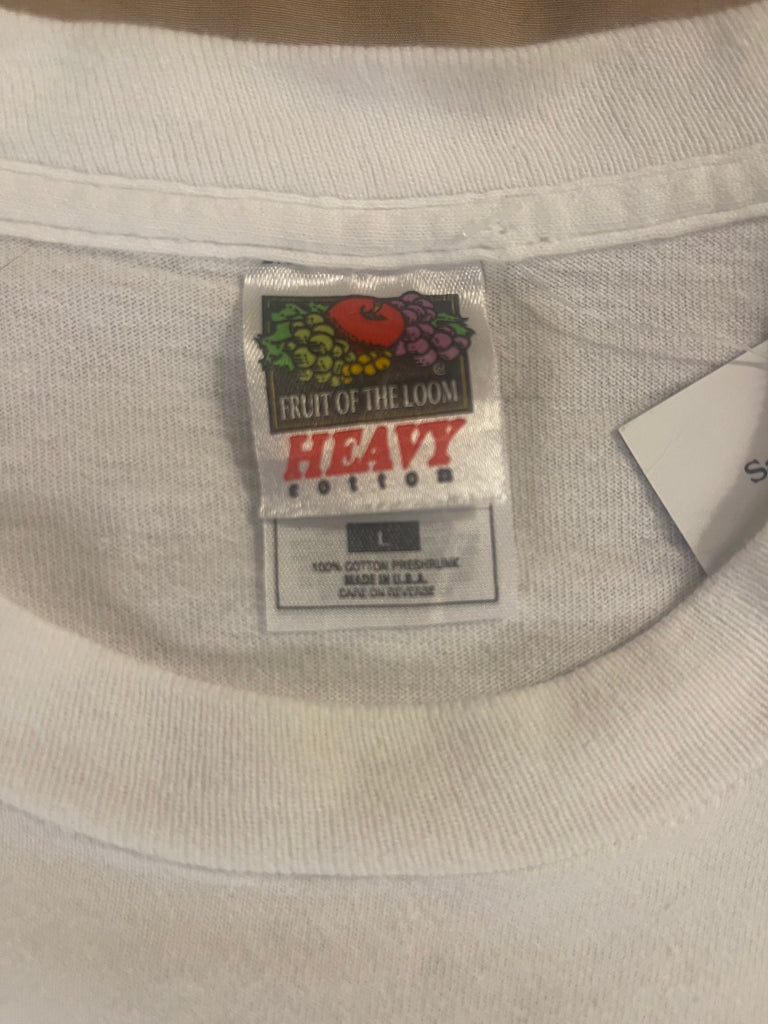 ®
FRUIT OF THE LOOM
HEAVY
cotton
L
100% COTTON PRESHRUNK
MADE IN U.S.A.
CARE ON REVERSE